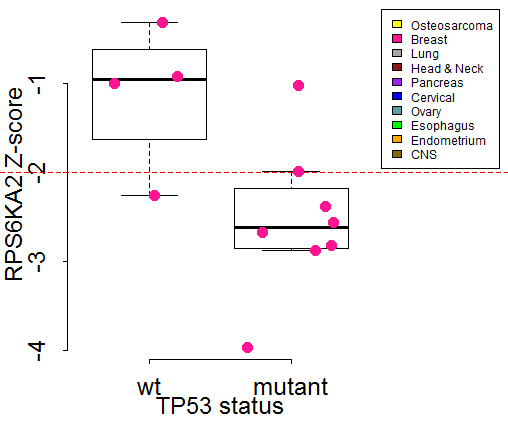 RPS6KA2 Z-score
-1
-2
-3
-4
wt mutant
TP53 status
Osteosarcoma
Breast
Lung
Head & Neck
Pancreas
Cervical
Ovary
Esophagus
Endometrium
CNS